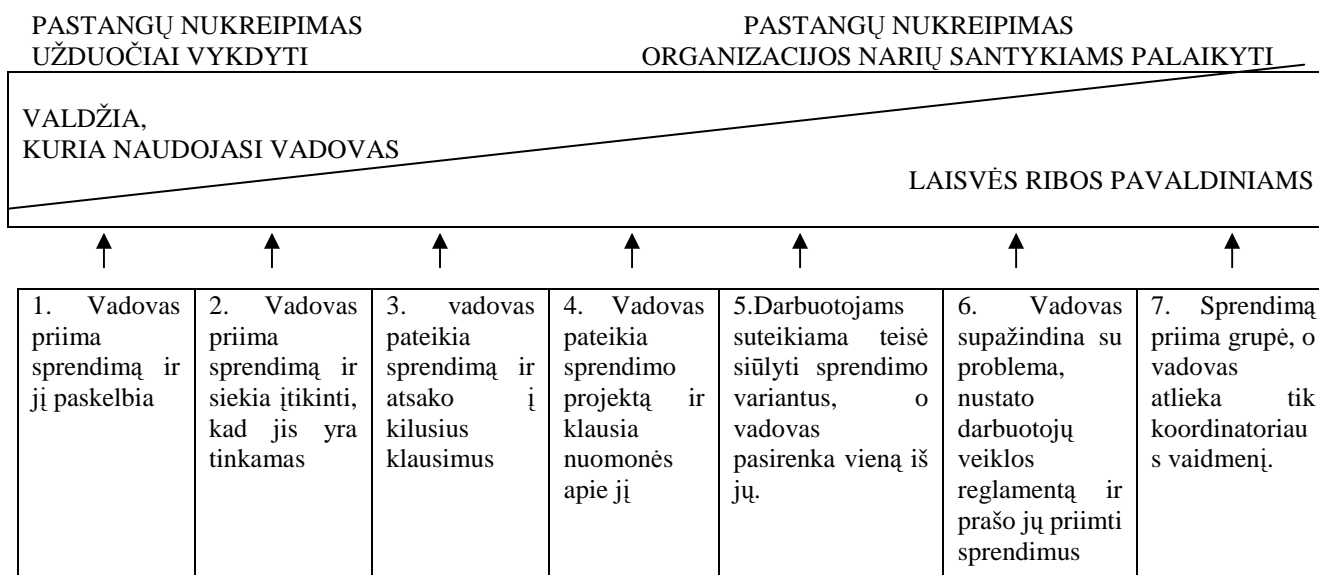 PASTANGŲ NUKREIPIMAS
UŽDUOČIAI VYKDYTI
PASTANGŲ NUKREIPIMAS
ORGANIZACIJOS NARIŲ SANTYKIAMS PALAIKYTI
VALDŽIA,
KURIA NAUDOJASI VADOVAS
LAISVĖS RIBOS PAVALDINIAMS
1. Vadovas
priima
sprendimą ir
jį paskelbia
2. Vadovas
priima
sprendimą ir
siekia įtikinti,
kad jis yra
tinkamas
3. vadovas
pateikia
sprendimą ir
atsako į
kilusius
klausimus
4. Vadovas
pateikia
sprendimo
projektą ir
klausia
nuomonės
apie jį
5.Darbuotojams
suteikiama teisė
siūlyti sprendimo
variantus, o
vadovas
pasirenka vieną iš
jų.
6. Vadovas
supažindina su
problema,
nustato
darbuotojų
veiklos
reglamentą ir
prašo jų priimti
sprendimus
7. Sprendimą
priima grupė, o
vadovas
atlieka tik
koordinatoriau
s vaidmenį.